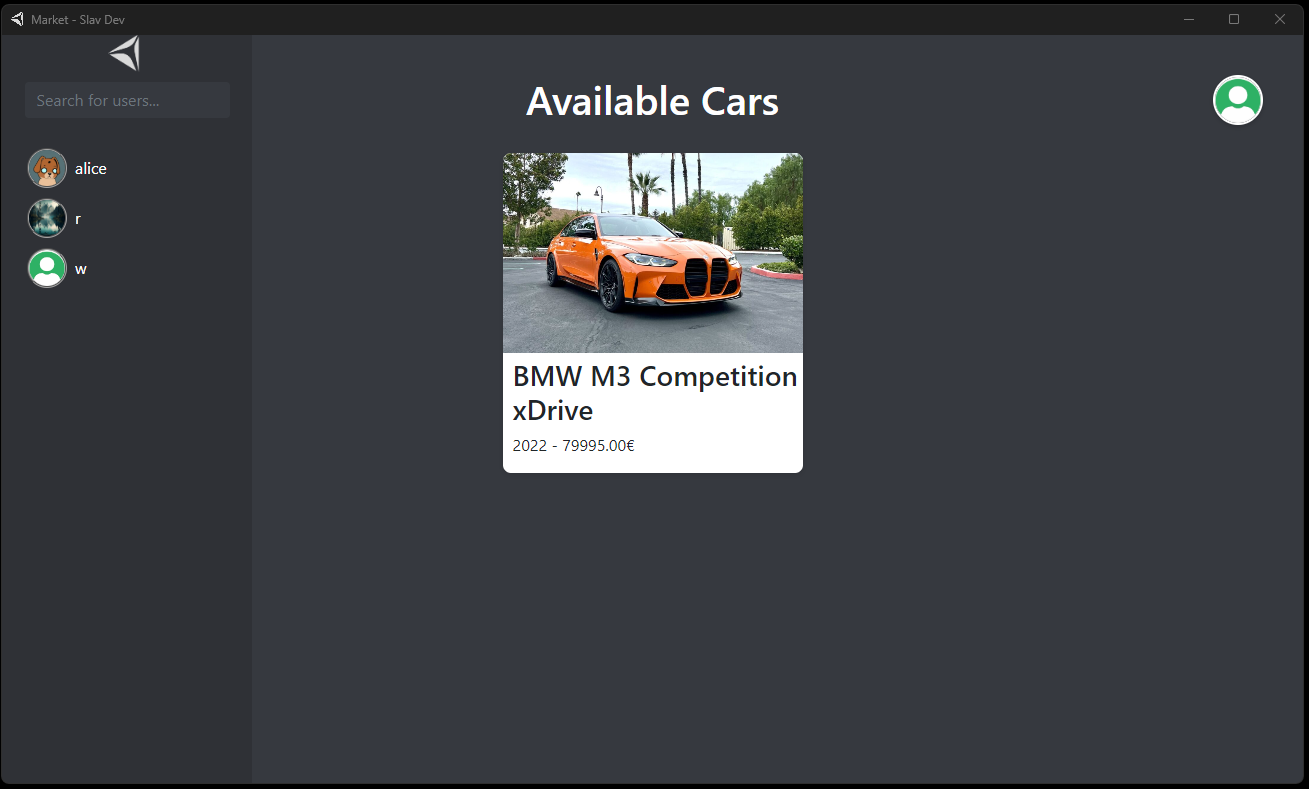 Market - Slav Dev
Search for users...
alice
r
w
Available Cars
BMW M3 Competition
xDrive
2022 - 79995.00€